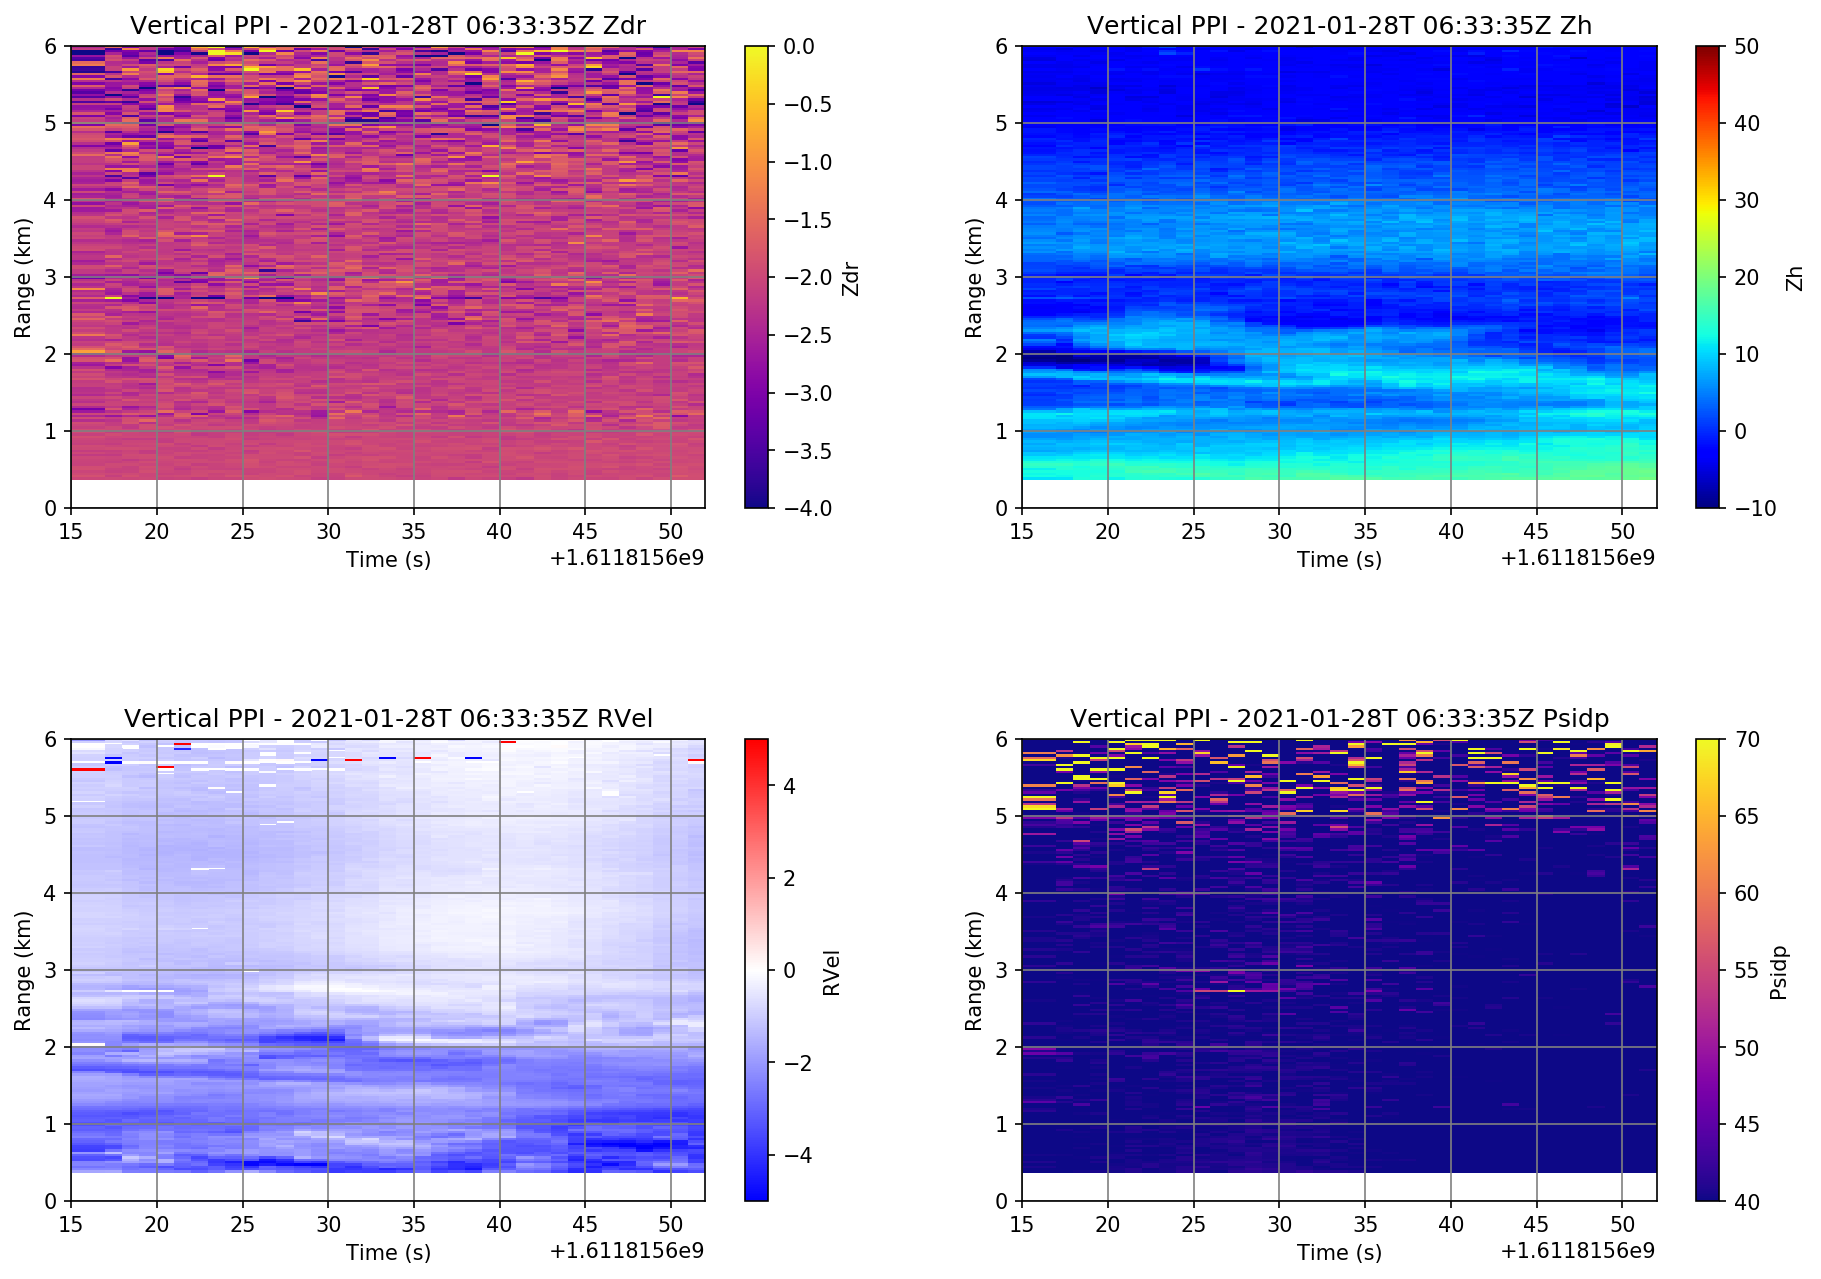 Vertical PPI - 2021-01-28T 06:33:35Z Zdr
6
5
4
3
2
1
0
Range (km)
15 20 25 30 35 40 45 50
Time (s)
+1.6118156e9
0.0
−0.5
−1.0
−1.5
−2.0
−2.5
−3.0
−3.5
−4.0
Zdr
Vertical PPI - 2021-01-28T 06:33:35Z Zh
6
5
4
3
2
1
0
Range (km)
15 20 25 30 35 40 45 50
Time (s)
+1.6118156e9
50
40
30
20
10
0
−10
Zh
Vertical PPI - 2021-01-28T 06:33:35Z RVel
6
5
4
3
2
1
0
Range (km)
15 20 25 30 35 40 45 50
Time (s)
+1.6118156e9
4
2
0
−2
−4
RVel
Vertical PPI - 2021-01-28T 06:33:35Z Psidp
6
5
4
3
2
1
0
Range (km)
15 20 25 30 35 40 45 50
Time (s)
+1.6118156e9
70
65
60
55
50
45
40
Psidp